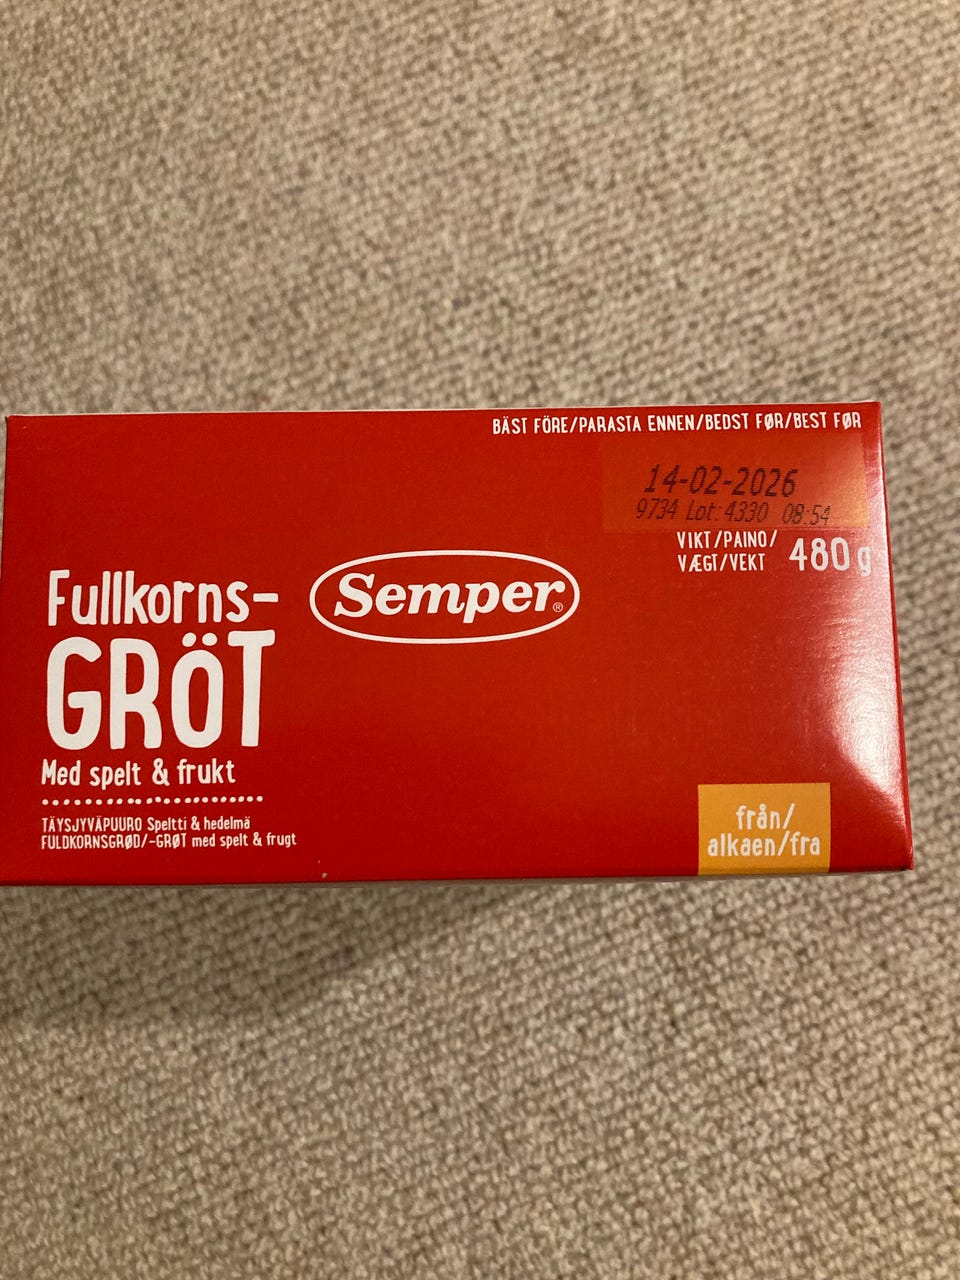 BÄST FÖRE/PARASTA ENNEN/BEDST FØR/BEST FØR
14-02-2026
9734 Lot: 4330 08:54
VIKT/PAINO/
VÆGT/VEKT
480 g
Semper®
Fullkorns-
GRÖT
Med spelt & frukt
TÄYSJYVÄPUURO Speltti & hedelmä
FULDKORNSGRØD/-GRØT med spelt & frugt
från/
alkaen/fra